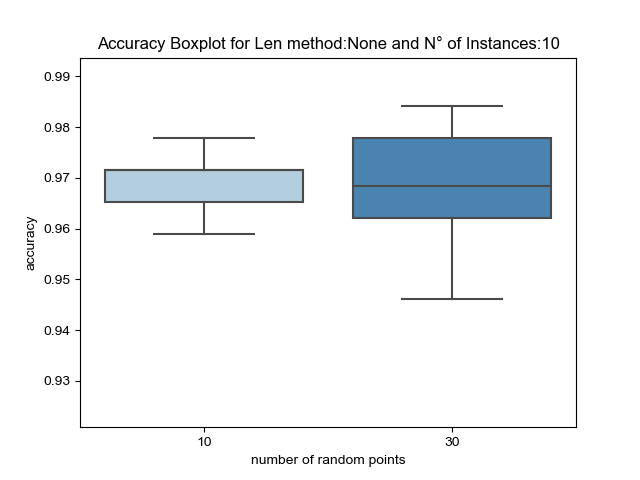 Accuracy Boxplot for Len method:None and N° of Instances:10
0.99
0.98
0.97
0.96
0.95
0.94
0.93
accuracy
10 30
number of random points